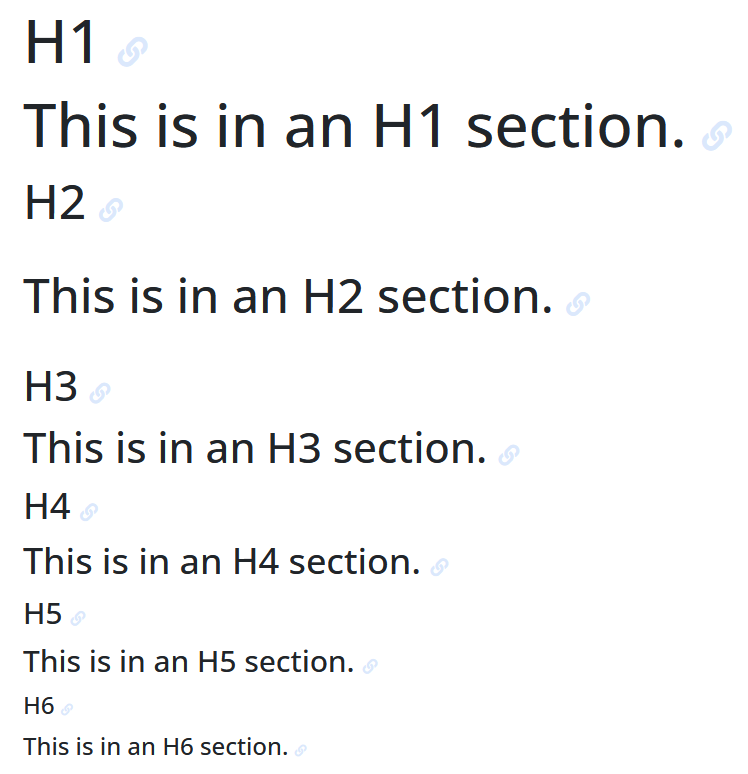 H1
This is in an H1 section.
H2
This is in an H2 section.
H3
This is in an H3 section.
H4
This is in an H4 section.
H5
This is in an H5 section.
H6
This is in an H6 section.